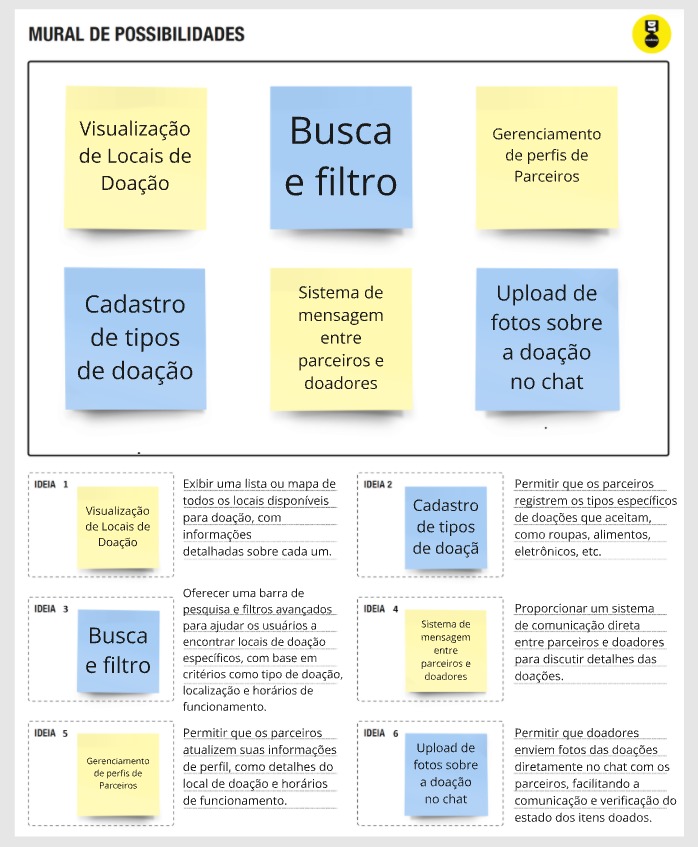 MURAL DE POSSIBILIDADES
Visualização
de Locais de
Doação
Busca
e filtro
Gerenciamento
de perfis de
Parceiros
Cadastro
de tipos
de doação
Sistema de
mensagem
entre
parceiros e
doadores
Upload de
fotos sobre
a doação
no chat
IDEIA 1
Visualização
de Locais de
Doação
Exibir uma lista ou mapa de
todos os locais disponíveis
para doação, com
informações
detalhadas sobre cada um.
IDEIA 2
Cadastro
de tipos
de doaçã
Permitir que os parceiros
registrem os tipos específicos
de doações que aceitam,
como roupas, alimentos,
eletrônicos, etc.
IDEIA 3
Busca
e filtro
Oferecer uma barra de
pesquisa e filtros avançados
para ajudar os usuários a
encontrar locais de doação
específicos, com base em
critérios como tipo de doação,
localização e horários de
funcionamento.
IDEIA 4
Sistema de
mensagem
entre
parceiros e
doadores
Proporcionar um sistema
de comunicação direta
entre parceiros e doadores
para discutir detalhes das
doações.
IDEIA 5
Gerenciamento
de perfis de
Parceiros
Permitir que os parceiros
atualizem suas informações
de perfil, como detalhes do
local de doação e horários
de funcionamento.
IDEIA 6
Upload de
fotos sobre
a doação
no chat
Permitir que doadores
enviem fotos das doações
diretamente no chat com os
parceiros, facilitando a
comunicação e verificação do
estado dos itens doados.